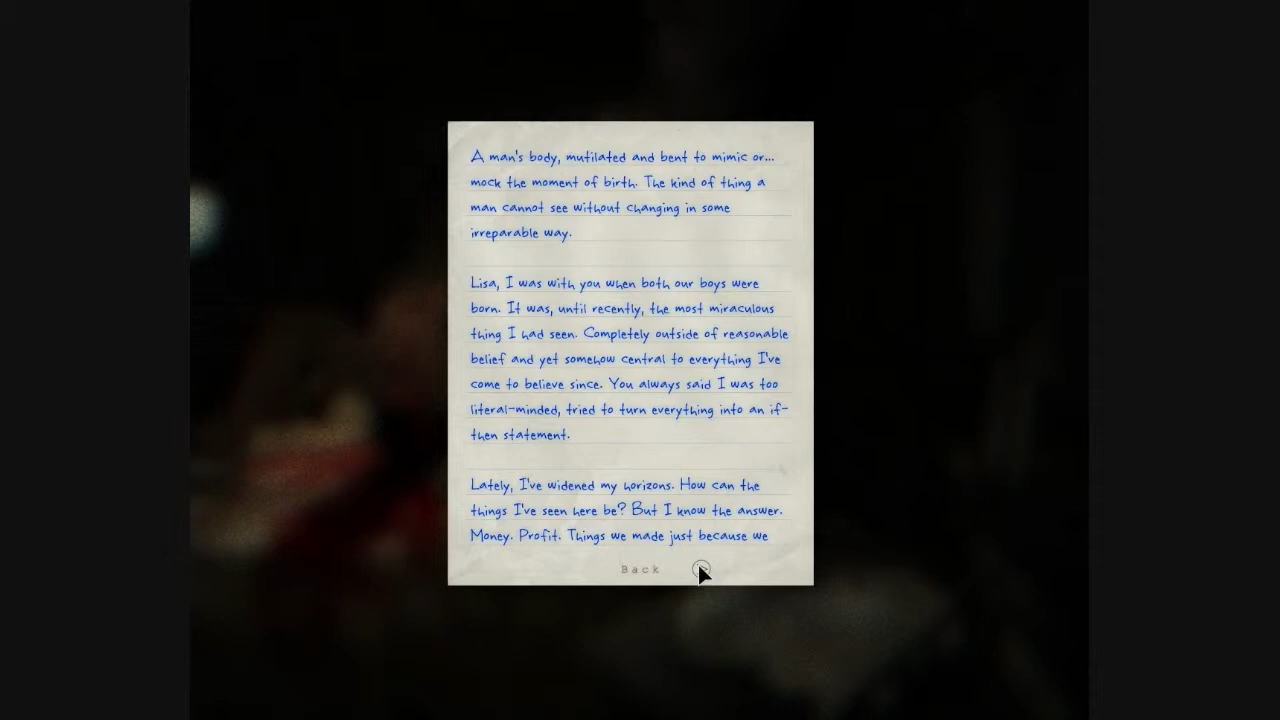 A man's body, mutilated and bent to mimic or...
mock the moment of birth. The kind of thing a
man cannot see without changing in some
irreparable way.
Lisa, I was with you when both our boys were
born. It was, until recently, the most miraculous
thing I had seen. Completely outside of reasonable
belief and yet somehow central to everything I've
come to believe since. You always said I was too
literal-minded, tried to turn everything into an if-
then statement.
Lately, I've widened my horizons. How can the
things I've seen here be? But I know the answer.
Money. Profit. Things we made just because we
Back